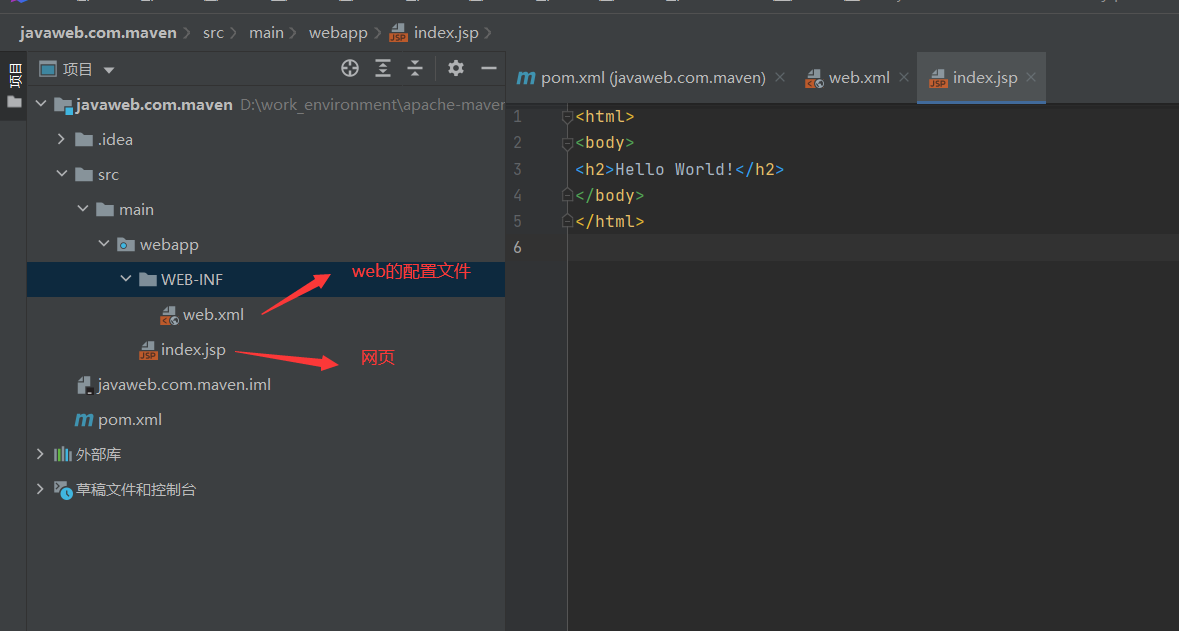 javaweb.com.maven > src > main > webapp > index.jsp
项目
项目
pom.xml (javaweb.com.maven)
web.xml
index.jsp
javaweb.com.maven D:\work_environment\apache-maver
.idea
src
main
webapp
WEB-INF
web的配置文件
web.xml
index.jsp
网页
javaweb.com.maven.iml
pom.xml
外部库
草稿文件和控制台
1 <html>
2 <body>
3 <h2>Hello World!</h2>
4 </body>
5 </html>
6